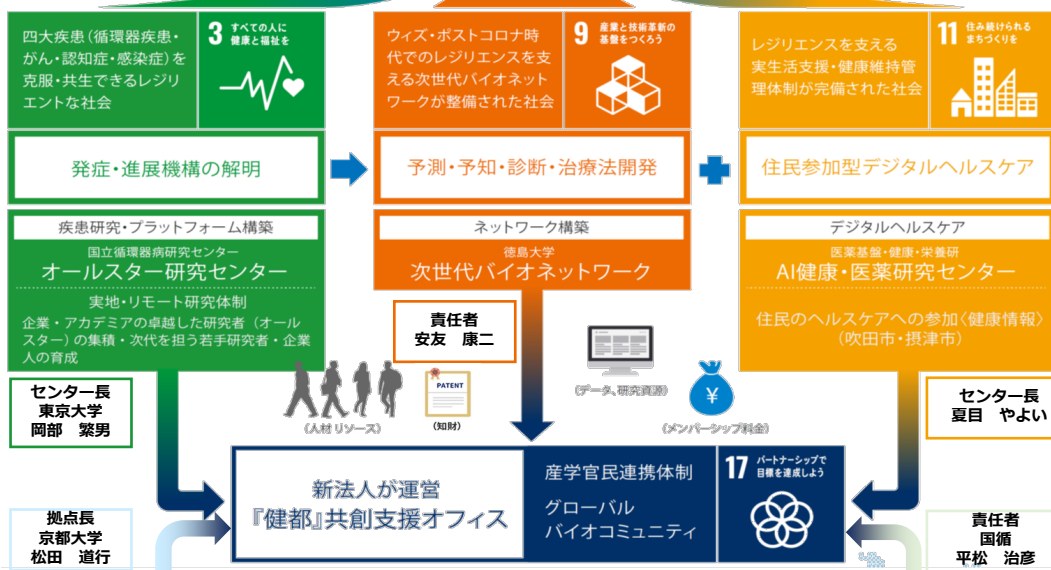 四大疾患(循環器疾患・
がん・認知症・感染症)を
克服・共生できるレジリ
エントな社会
3 すべての人に
健康と福祉を
発症・進展機構の解明
疾患研究・プラットフォーム構築
国立循環器病研究センター
オールスター研究センター
実地・リモート研究体制
企業・アカデミアの卓越した研究者(オール
スター)の集積・次代を担う若手研究者・企業
人の育成
センター長
東京大学
岡部 繁男
ウィズ・ポストコロナ時
代でのレジリエンスを支
える次世代バイオネット
ワークが整備された社会
9 産業と技術革新の
基盤をつくろう
予測・予知・診断・治療法開発
ネットワーク構築
徳島大学
次世代バイオネットワーク
責任者
安友 康二
レジリエンスを支える
実生活支援・健康維持管
理体制が完備された社会
11 住み続けられる
まちづくりを
住民参加型デジタルヘルスケア
デジタルヘルスケア
医薬基盤・健康・栄養研
AI健康・医薬研究センター
住民のヘルスケアへの参加〈健康情報〉
(吹田市・摂津市)
センター長
夏目 やよい
(人材リソース)
PATENT
(知財)
(データ、研究資源)
¥
(メンバーシップ料金)
新法人が運営
『健都』共創支援オフィス
産学官民連携体制
グローバル
バイオコミュニティ
17 パートナーシップで
目標を達成しよう
拠点長
京都大学
松田 道行
責任者
国循
平松 治彦